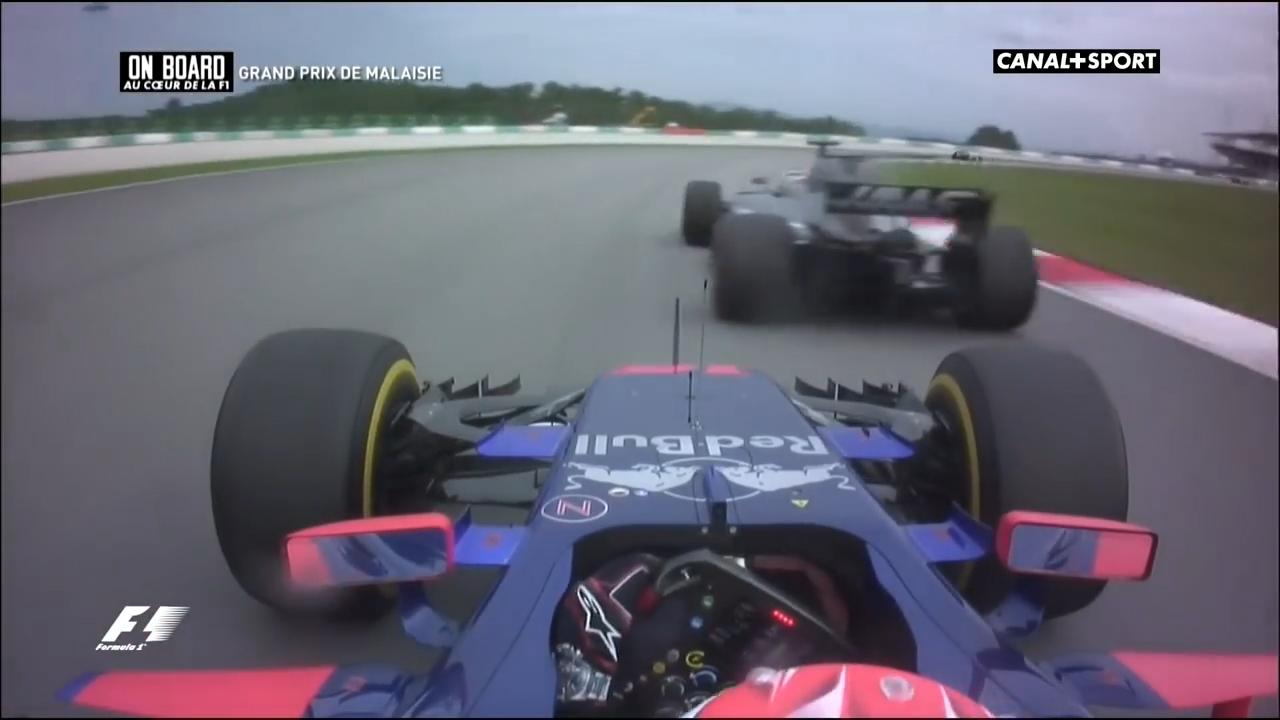 ON BOARD
AU CŒUR DE LA F1
GRAND PRIX DE MALAISIE
CANAL+SPORT
Red Bull
F1
Formula 1